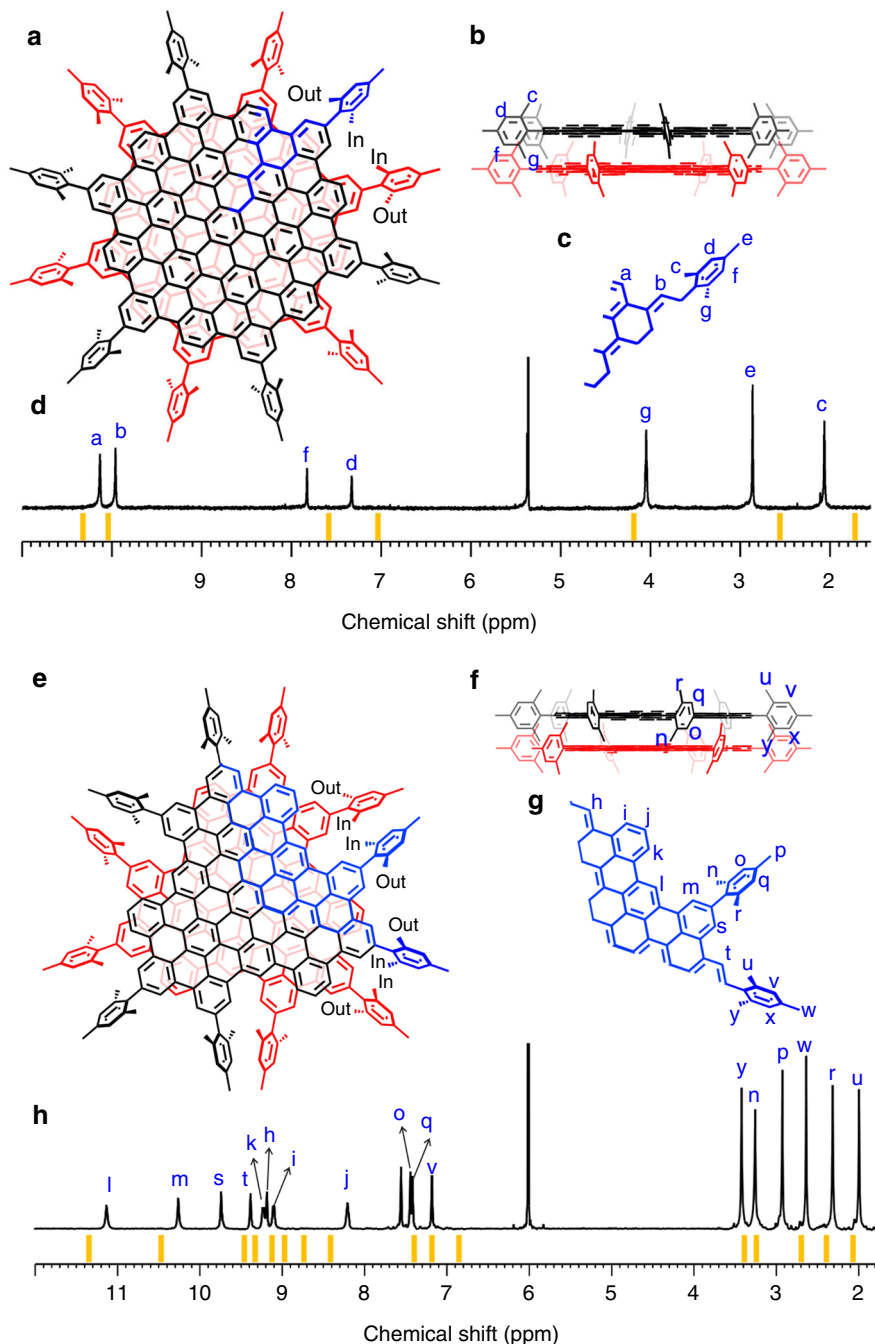 a
Out
In
In
Out
b
d
c
f
g
c
a
b
c
d
e
f
g
d
a
b
f
d
g
e
c
9
8
7
6
5
4
3
2
Chemical shift (ppm)
e
Out
In
In
Out
Out
In
In
Out
f
r
q
u
v
n
o
y
x
g
h
i
j
k
l
m
n
o
p
q
r
s
t
u
v
w
x
y
h
l
m
s
t
k
h
i
j
o
q
v
y
n
p
w
r
u
11
10
9
8
7
6
5
4
3
2
Chemical shift (ppm)